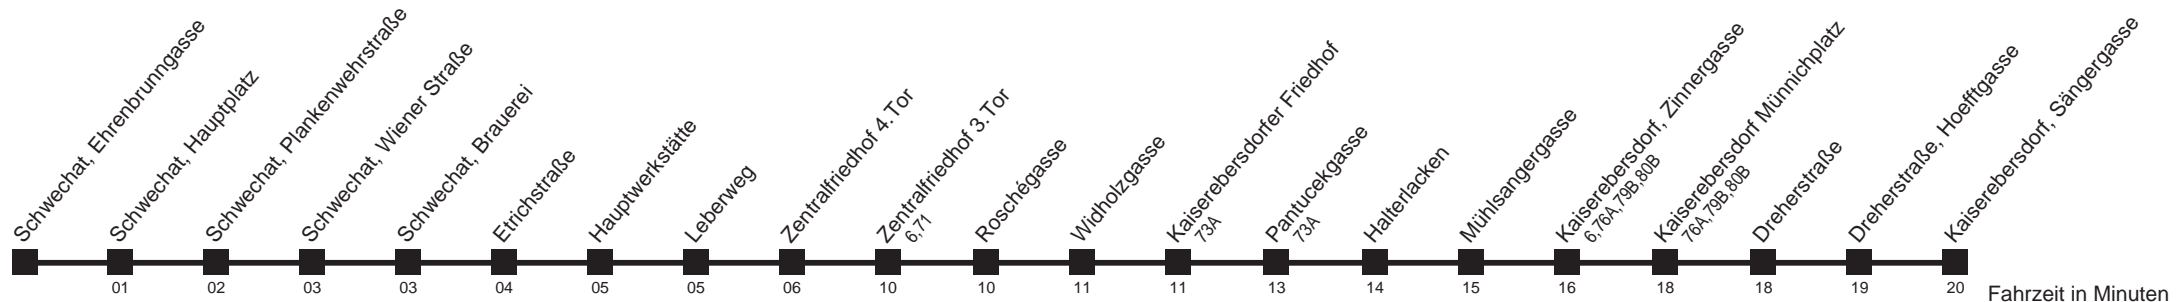 Schwechat, Ehrenbrunngasse
Schwechat, Hauptplatz
Schwechat, Plankenwehrstraße
Schwechat, Wiener Straße
Schwechat, Brauerei
Etrichstraße
Hauptwerkstätte
Leberweg
Zentralfriedhof 4. Tor
Zentralfriedhof 3. Tor
6,71
Roschégasse
Widholzgasse
Kaiserebersdorfer Friedhof
73A
Pantucekgasse
73A
Halterlacken
Mühlsangergasse
Kaiserebersdorf, Zinnergasse
6,76A,79B,80B
Kaiserebersdorf Münnichplatz
76A,79B,80B
Dreherstraße
Dreherstraße, Hoefftgasse
Kaiserebersdorf, Sängergasse
01 02 03 03 04 05 05 06 10 10 11 11 13 14 15 16 18 18 19 20 Fahrzeit in Minuten